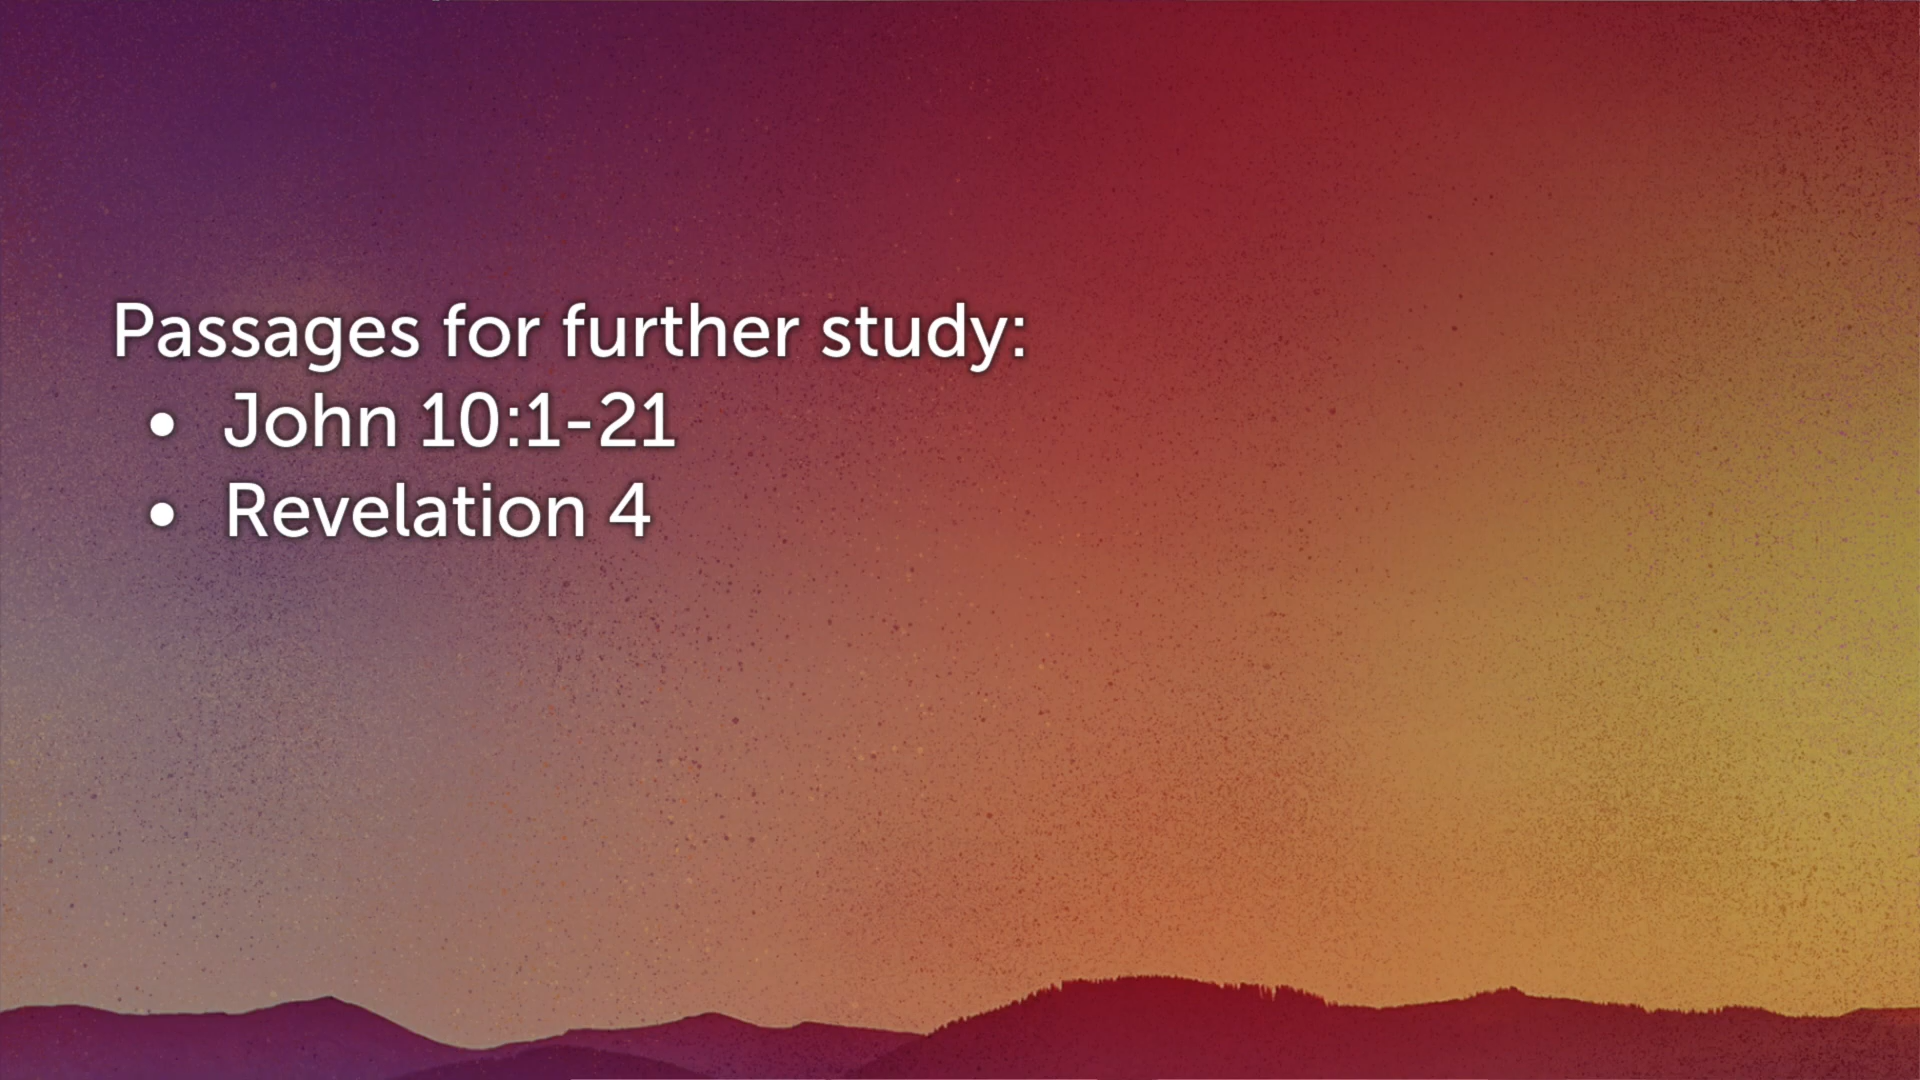 Passages for further study:
• John 10:1-21
• Revelation 4